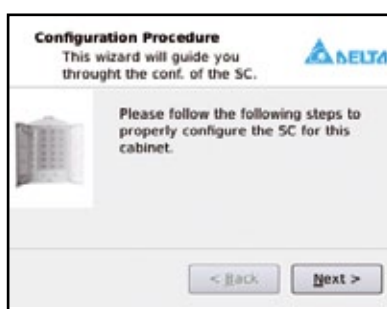 Configuration Procedure
This wizard will guide you
throught the conf. of the SC.
DELTA
Please follow the following steps to
properly configure the SC for this
cabinet.
< Back
Next >